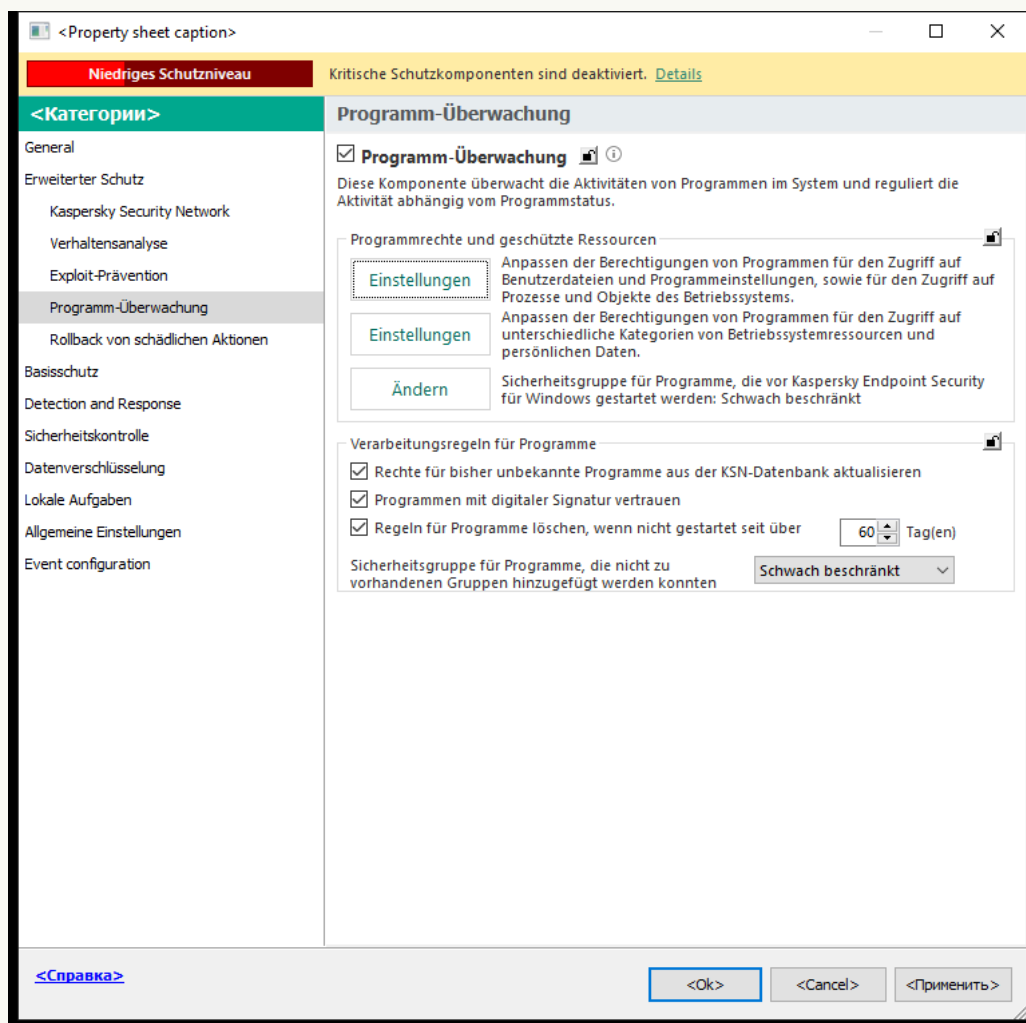 <Property sheet caption>
Niedriges Schutzniveau
Kritische Schutzkomponenten sind deaktiviert. Details
<Категории>
General
Erweiterter Schutz
Kaspersky Security Network
Verhaltensanalyse
Exploit-Prävention
Programm-Überwachung
Rollback von schädlichen Aktionen
Basisschutz
Detection and Response
Sicherheitskontrolle
Datenverschlüsselung
Lokale Aufgaben
Allgemeine Einstellungen
Event configuration
Programm-Überwachung
Programm-Überwachung
Diese Komponente überwacht die Aktivitäten von Programmen im System und reguliert die
Aktivität abhängig vom Programmstatus.
Programmrechte und geschützte Ressourcen
Einstellungen
Anpassen der Berechtigungen von Programmen für den Zugriff auf
Benutzerdateien und Programmeinstellungen, sowie für den Zugriff auf
Prozesse und Objekte des Betriebssystems.
Einstellungen
Anpassen der Berechtigungen von Programmen für den Zugriff auf
unterschiedliche Kategorien von Betriebssystemressourcen und
persönlichen Daten.
Ändern
Sicherheitsgruppe für Programme, die vor Kaspersky Endpoint Security
für Windows gestartet werden: Schwach beschränkt
Verarbeitungsregeln für Programme
Rechte für bisher unbekannte Programme aus der KSN-Datenbank aktualisieren
Programmen mit digitaler Signatur vertrauen
Regeln für Programme löschen, wenn nicht gestartet seit über 60 Tag(en)
Sicherheitsgruppe für Programme, die nicht zu
vorhandenen Gruppen hinzugefügt werden konnten
Schwach beschränkt
<Справка>
<Ok> <Cancel> <Применить>